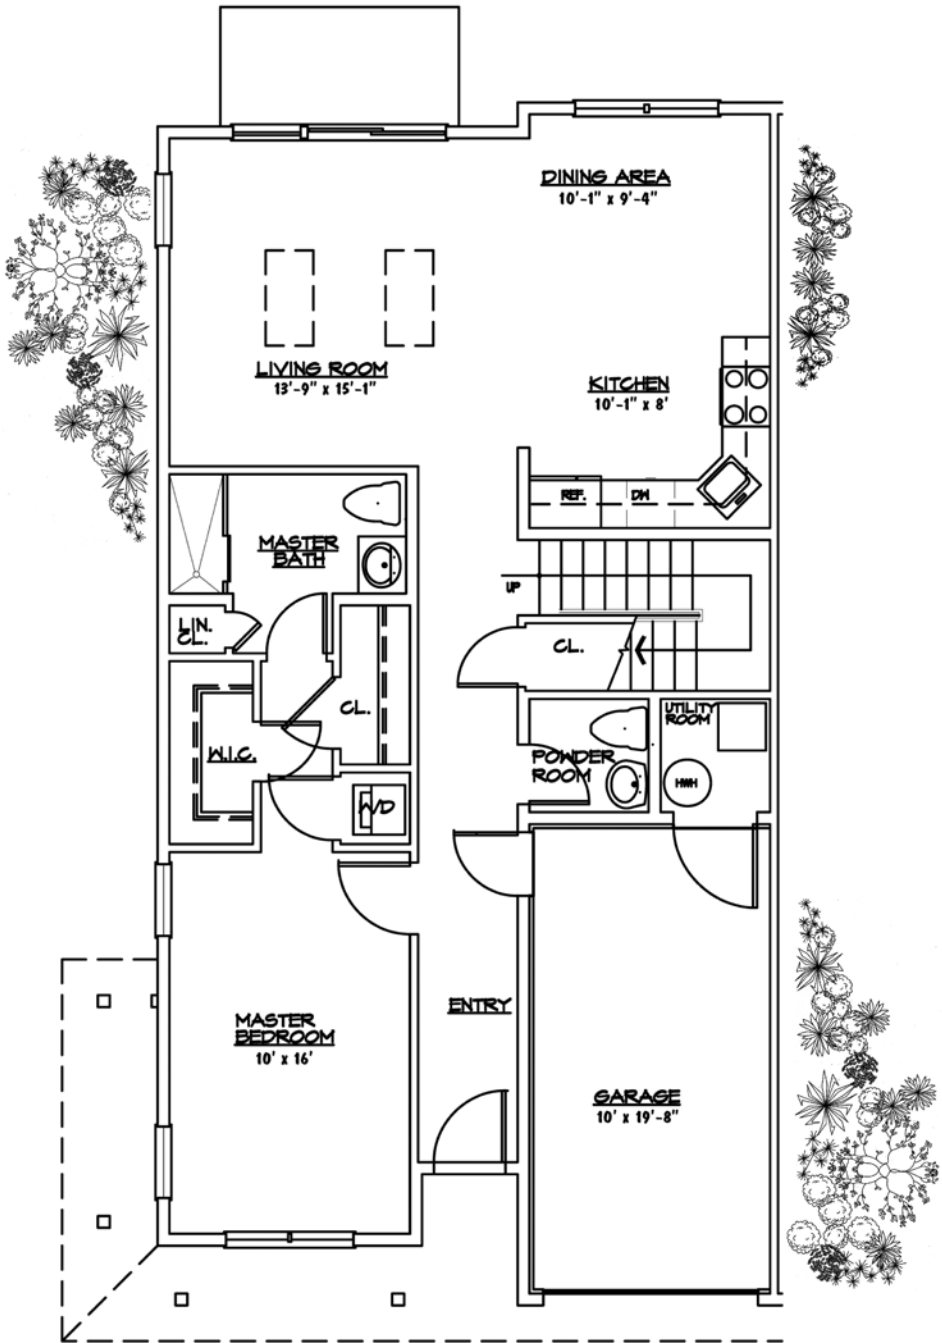 DINING AREA
10'-1" x 9'-4"
LIVING ROOM
13'-9" x 15'-1"
KITCHEN
10'-1" x 8'
REF.
DW
MASTER
BATH
UP
LIN.
CL.
CL.
CL.
UTILITY
ROOM
W.I.C.
POWDER
ROOM
HWH
WD
ENTRY
MASTER
BEDROOM
10' x 16'
GARAGE
10' x 19'-8"